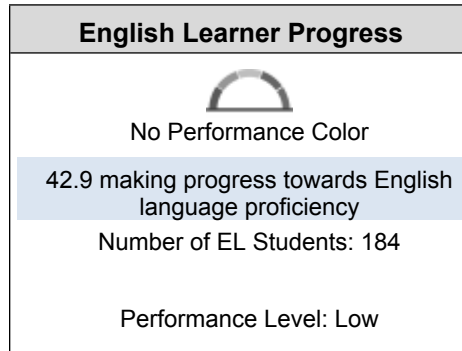 English Learner Progress
No Performance Color
42.9 making progress towards English
language proficiency
Number of EL Students: 184
Performance Level: Low